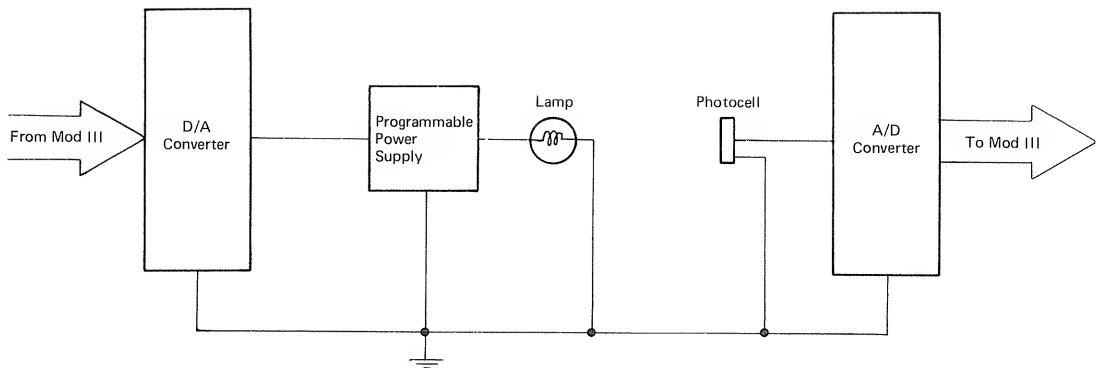 From Mod III
D/A
Converter
Programmable
Power
Supply
Lamp
Photocell
A/D
Converter
To Mod III